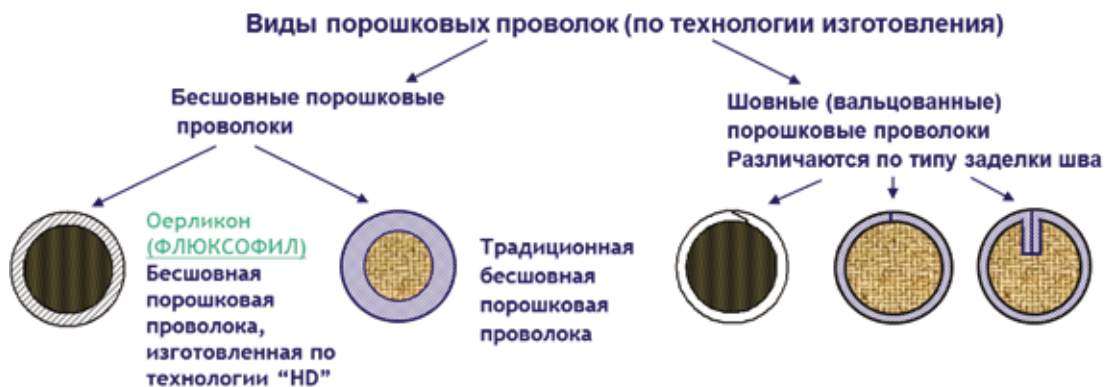 Виды порошковых проволок (по технологии изготовления)
Бесшовные порошковые
проволоки
Шовные (вальцованные)
порошковые проволоки
Различаются по типу заделки шва
Оерликон
(ФЛЮКСОФИЛ)
Бесшовная
порошковая
проволока,
изготовленная по
технологии “HD”
Традиционная
бесшовная
порошковая
проволока